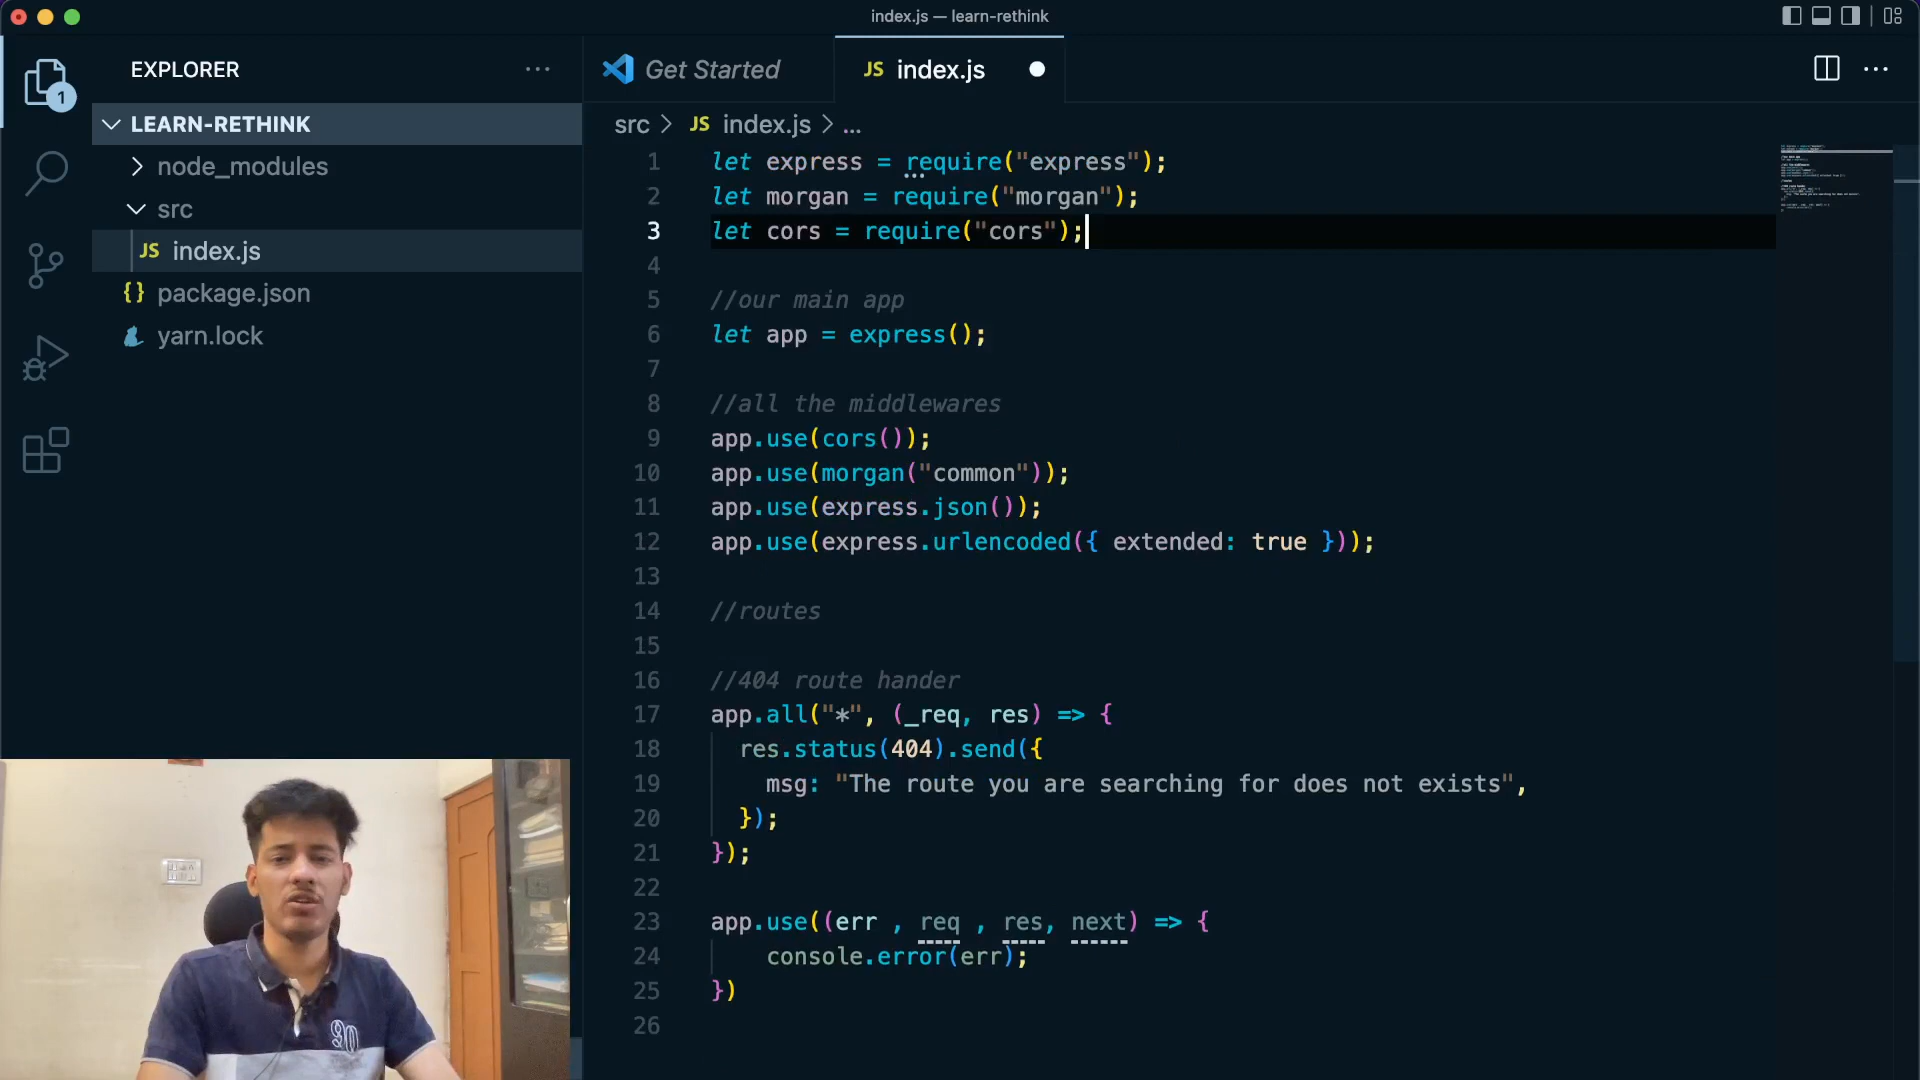 index.js — learn-rethink
EXPLORER
LEARN-RETHINK
node_modules
src
JS index.js
{} package.json
yarn.lock
1
Get Started
JS index.js
src > JS index.js > ...
1 let express = require("express");
2 let morgan = require("morgan");
3 let cors = require("cors");
4
5 //our main app
6 let app = express();
7
8 //all the middlewares
9 app.use(cors());
10 app.use(morgan("common"));
11 app.use(express.json());
12 app.use(express.urlencoded({ extended: true }));
13
14 //routes
15
16 //404 route hander
17 app.all("*", (_req, res) => {
18 res.status(404).send({
19 msg: "The route you are searching for does not exists",
20 });
21 });
22
23 app.use((err , req , res, next) => {
24 console.error(err);
25 })
26